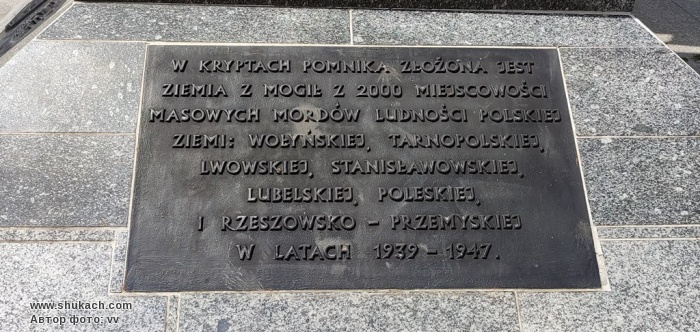 W KRYPTACH POMNIKA ZŁOŻONA JEST
ZIEMIA Z MOGIŁ Z 2000 MIEJSCOWOŚCI
MASOWYCH MORDÓW LUDNOŚCI POLSKIEJ
ZIEMI: WOŁYŃSKIEJ, TARNOPOLSKIEJ,
LWOWSKIEJ, STANISŁAWOWSKIEJ,
LUBELSKIEJ, POLESKIEJ,
I RZESZOWSKO – PRZEMYSKIEJ
W LATACH 1939 – 1947.
www.shukach.com
Автор фото: vv